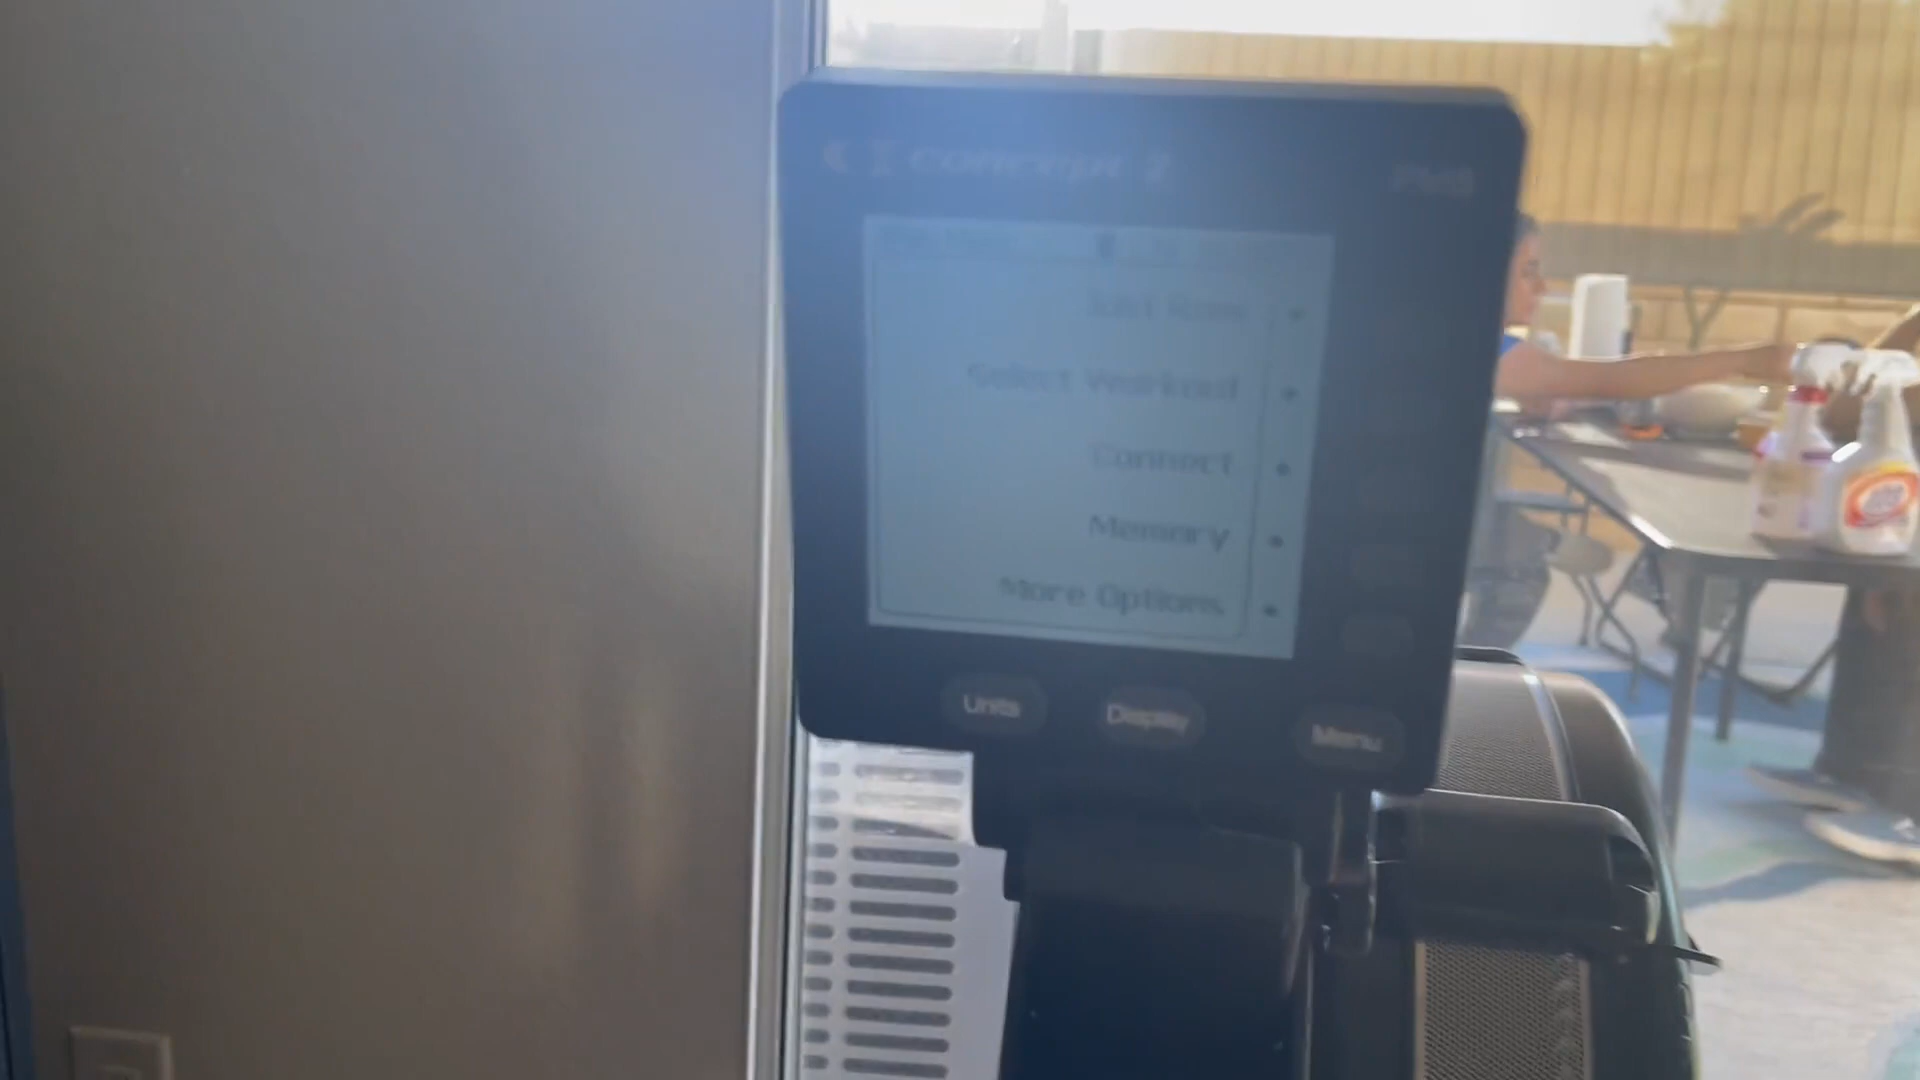 concept 2
PM5
Just Row
Select Workout
Connect
Memory
More Options
Units
Display
Menu